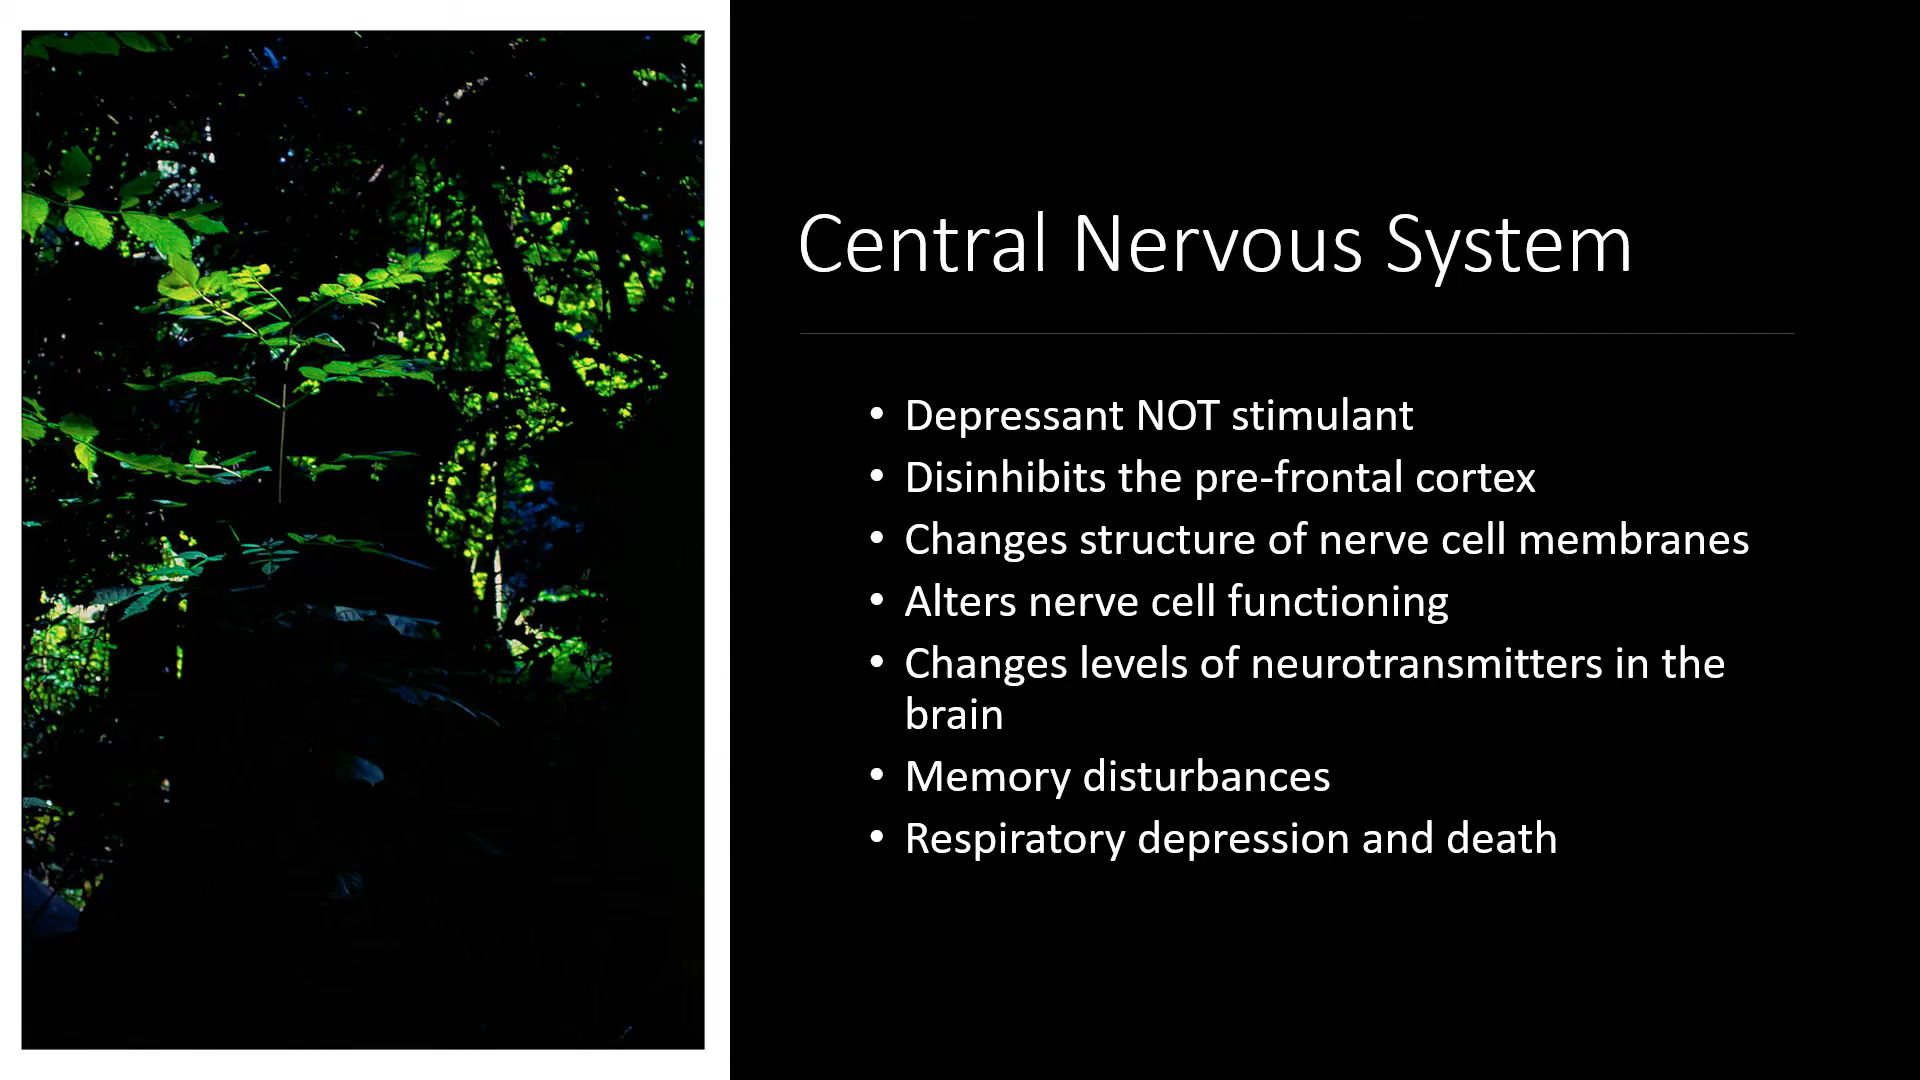 Central Nervous System
• Depressant NOT stimulant
• Disinhibits the pre-frontal cortex
• Changes structure of nerve cell membranes
• Alters nerve cell functioning
• Changes levels of neurotransmitters in the
brain
• Memory disturbances
• Respiratory depression and death